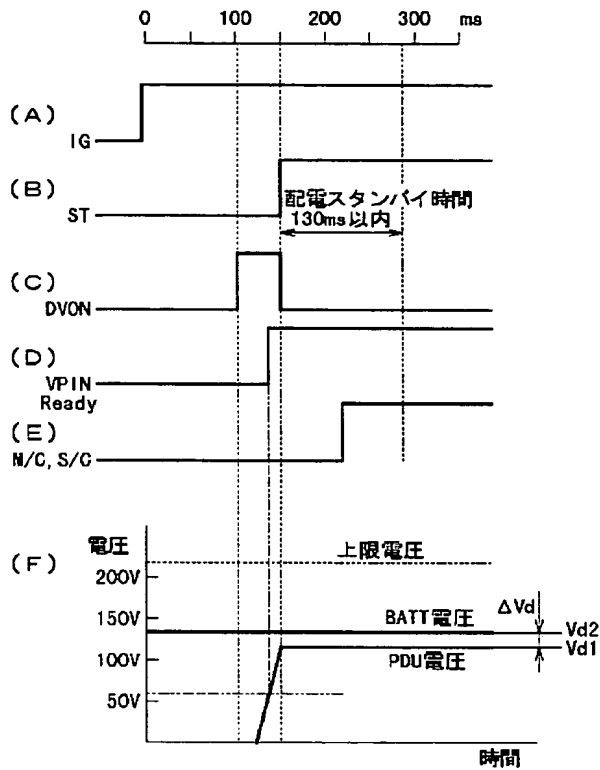 0 100 200 300 ms
(A)
IG
(B)
ST
配電スタンバイ時間
130ms以内
(C)
DVON
(D)
VPIN
Ready
(E)
M/C, S/C
(F)
電圧
上限電圧
200V
150V
BATT電圧
ΔVd
Vd2
Vd1
100V
PDU電圧
50V
時間